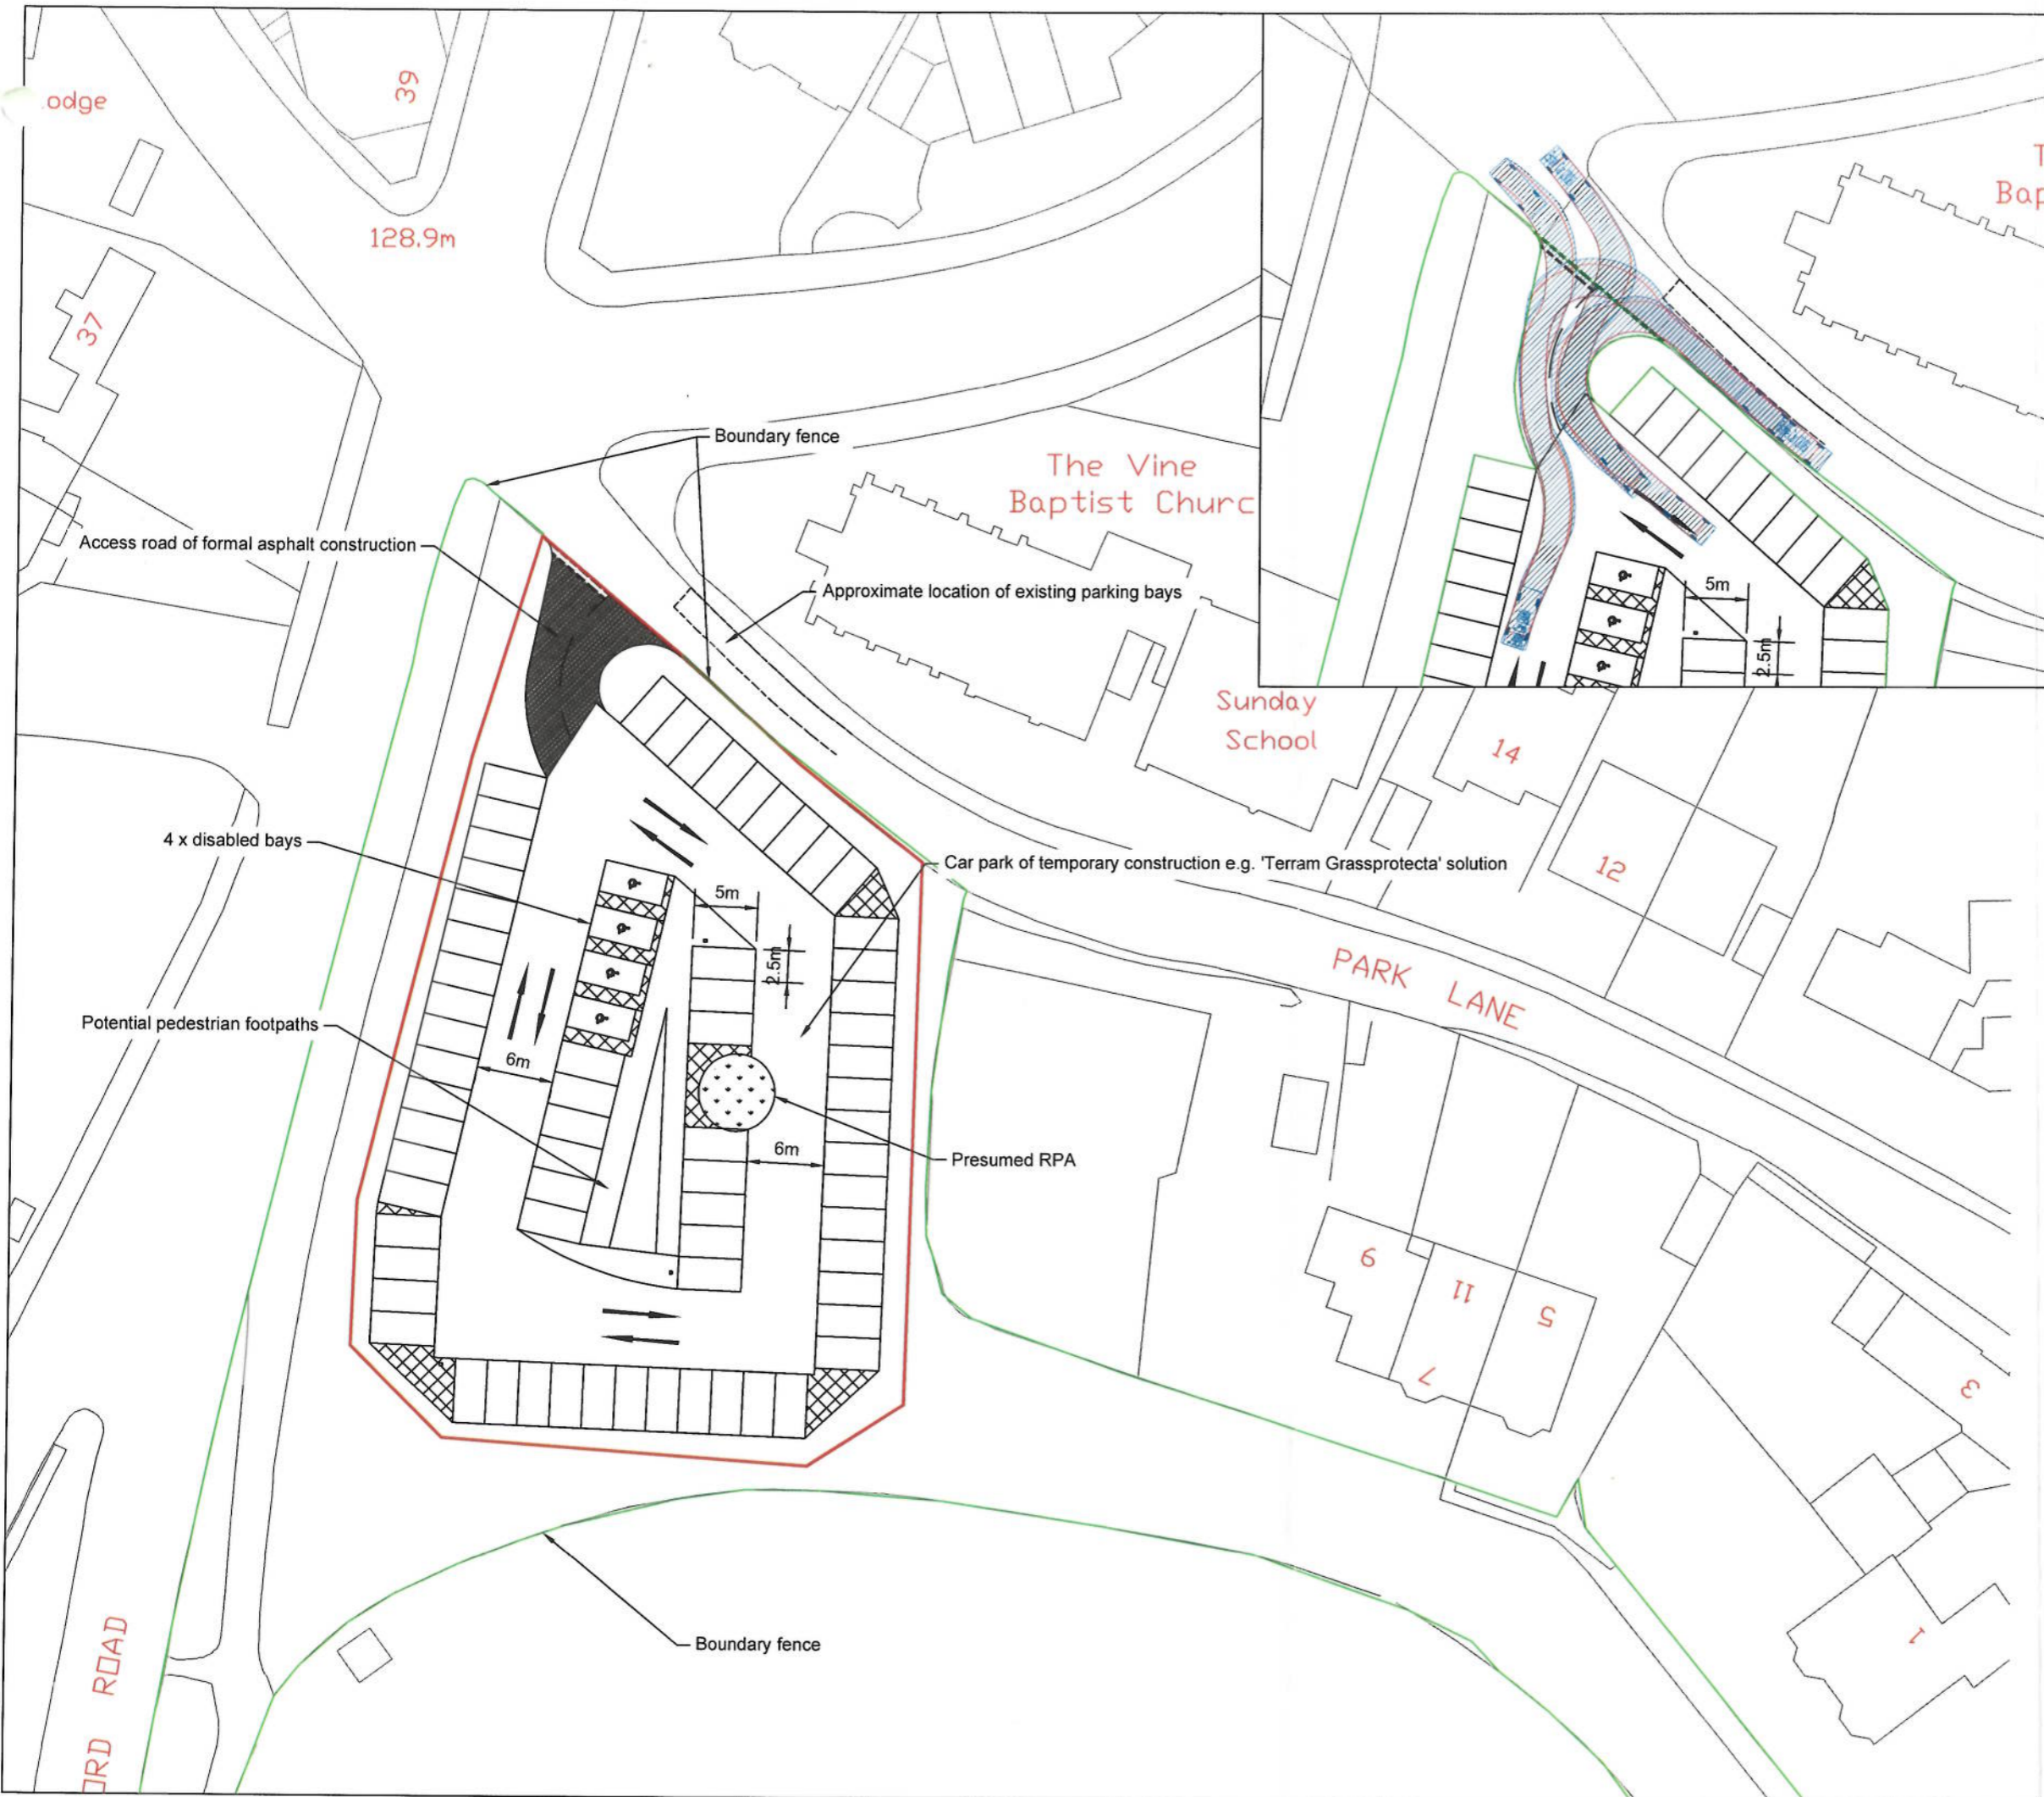 odge
39
128.9m
37
Boundary fence
The Vine
Baptist Churc
Access road of formal asphalt construction
Approximate location of existing parking bays
Sunday
School
14
12
4 x disabled bays
Car park of temporary construction e.g. 'Terram Grassprotecta' solution
5m
2.5m
PARK LANE
Potential pedestrian footpaths
6m
6m
Presumed RPA
9
11
5
7
3
1
Boundary fence
ORD ROAD
T
Bap
5m
2.5m